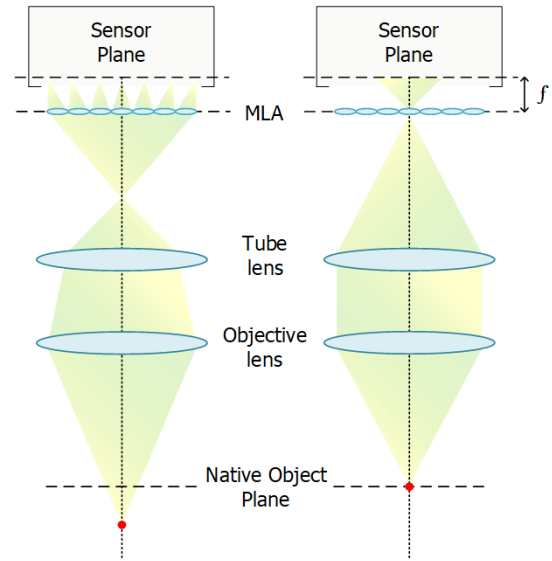 Sensor
Plane
Sensor
Plane
f
MLA
Tube
lens
Objective
lens
Native Object
Plane